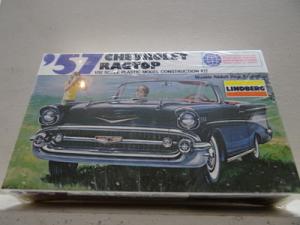 '57 CHEVROLET
RAGTOP
1/32 SCALE PLASTIC MODEL CONSTRUCTION KIT
LINDBERG